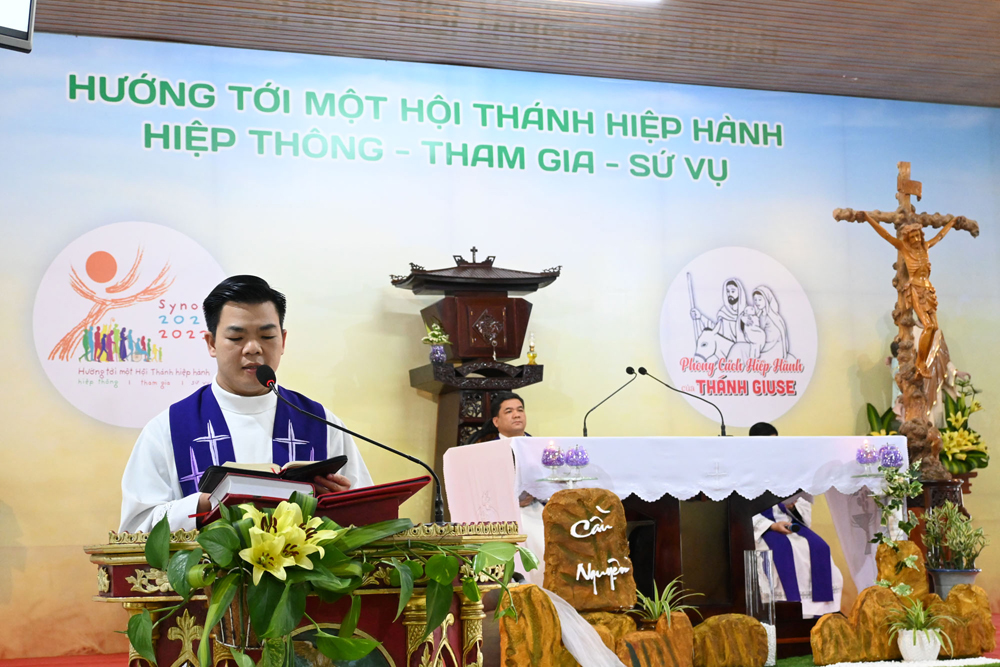 HƯỚNG TỚI MỘT HỘI THÁNH HIỆP HÀNH
HIỆP THÔNG - THAM GIA - SỨ VỤ
Hướng tới một Hội Thánh hiệp hành
hiệp thông | tham gia | sứ vụ
Phong Cách Hiệp Hành
của THÁNH GIUSE
Cầu
Nguyện